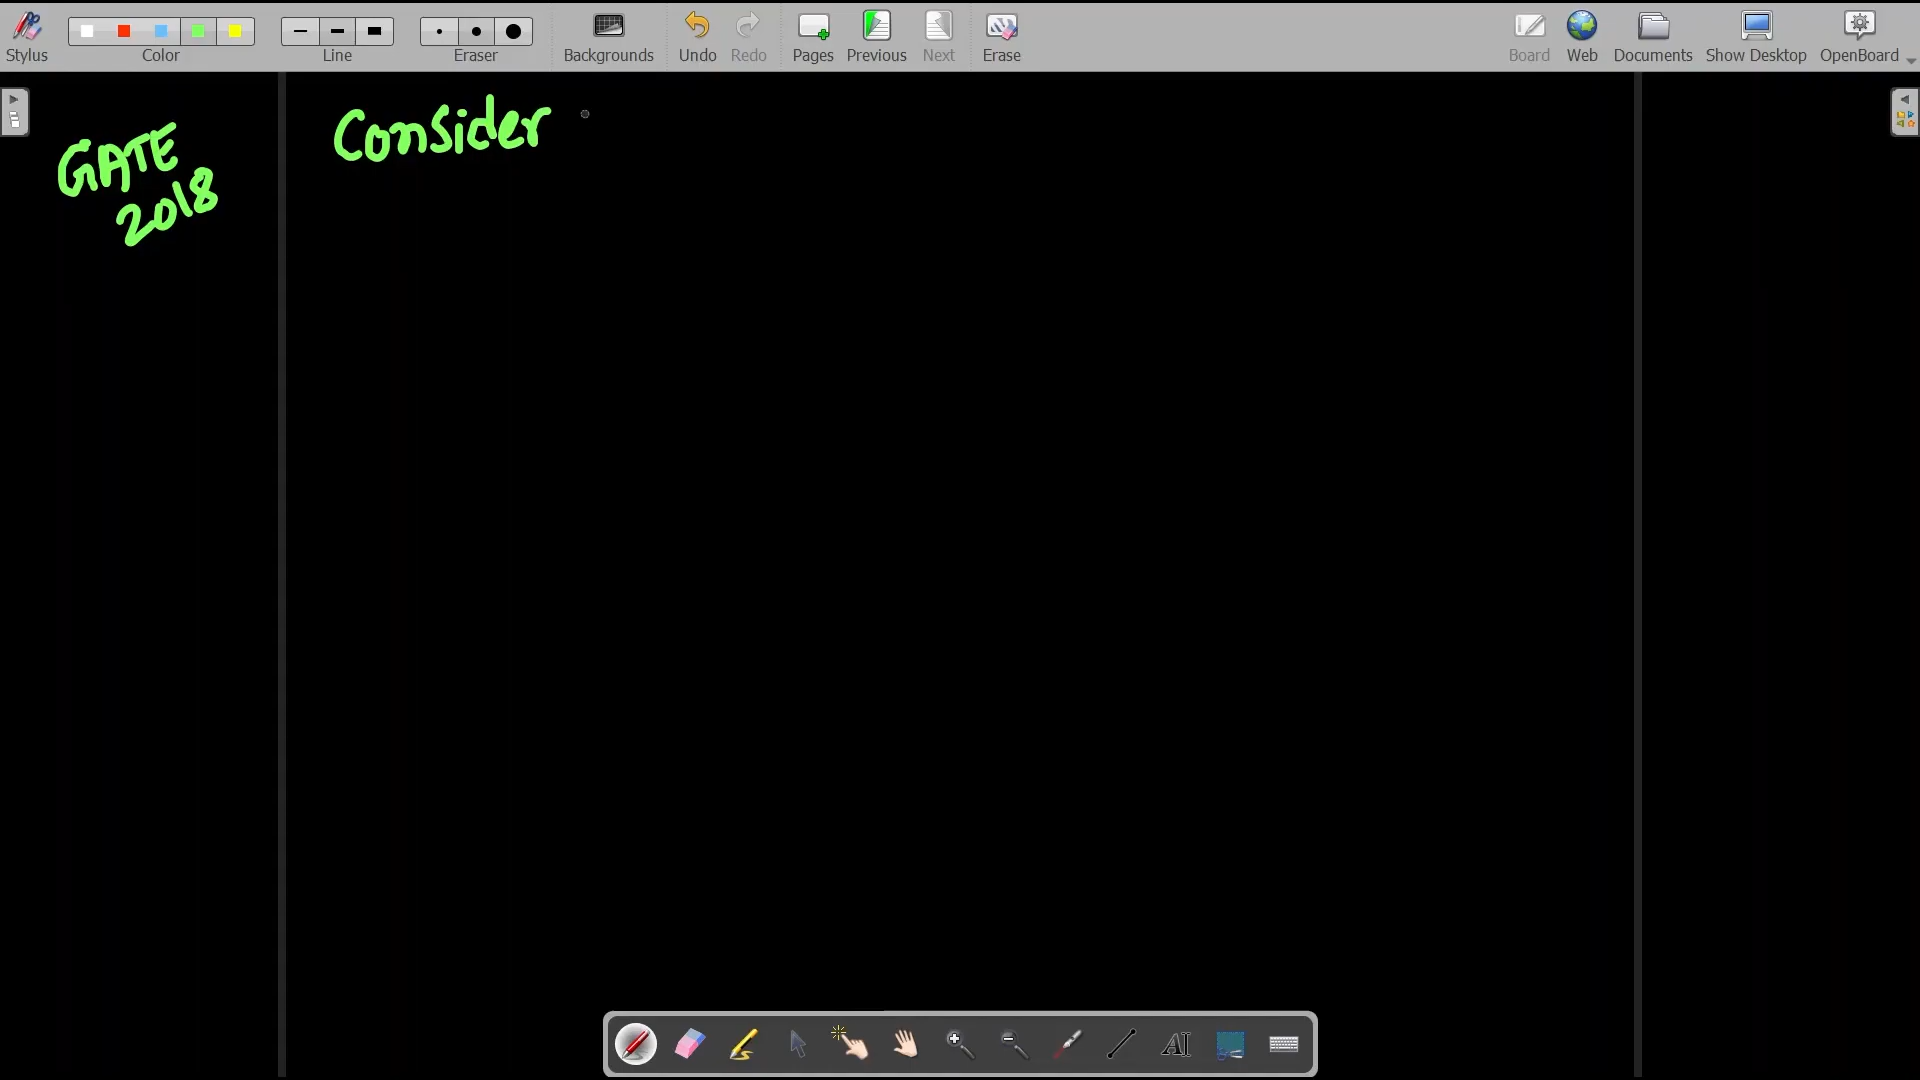 Stylus Color Line Eraser Backgrounds Undo Redo Pages Previous Next Erase Board Web Documents Show Desktop OpenBoard
GATE
2018
Consider
AI